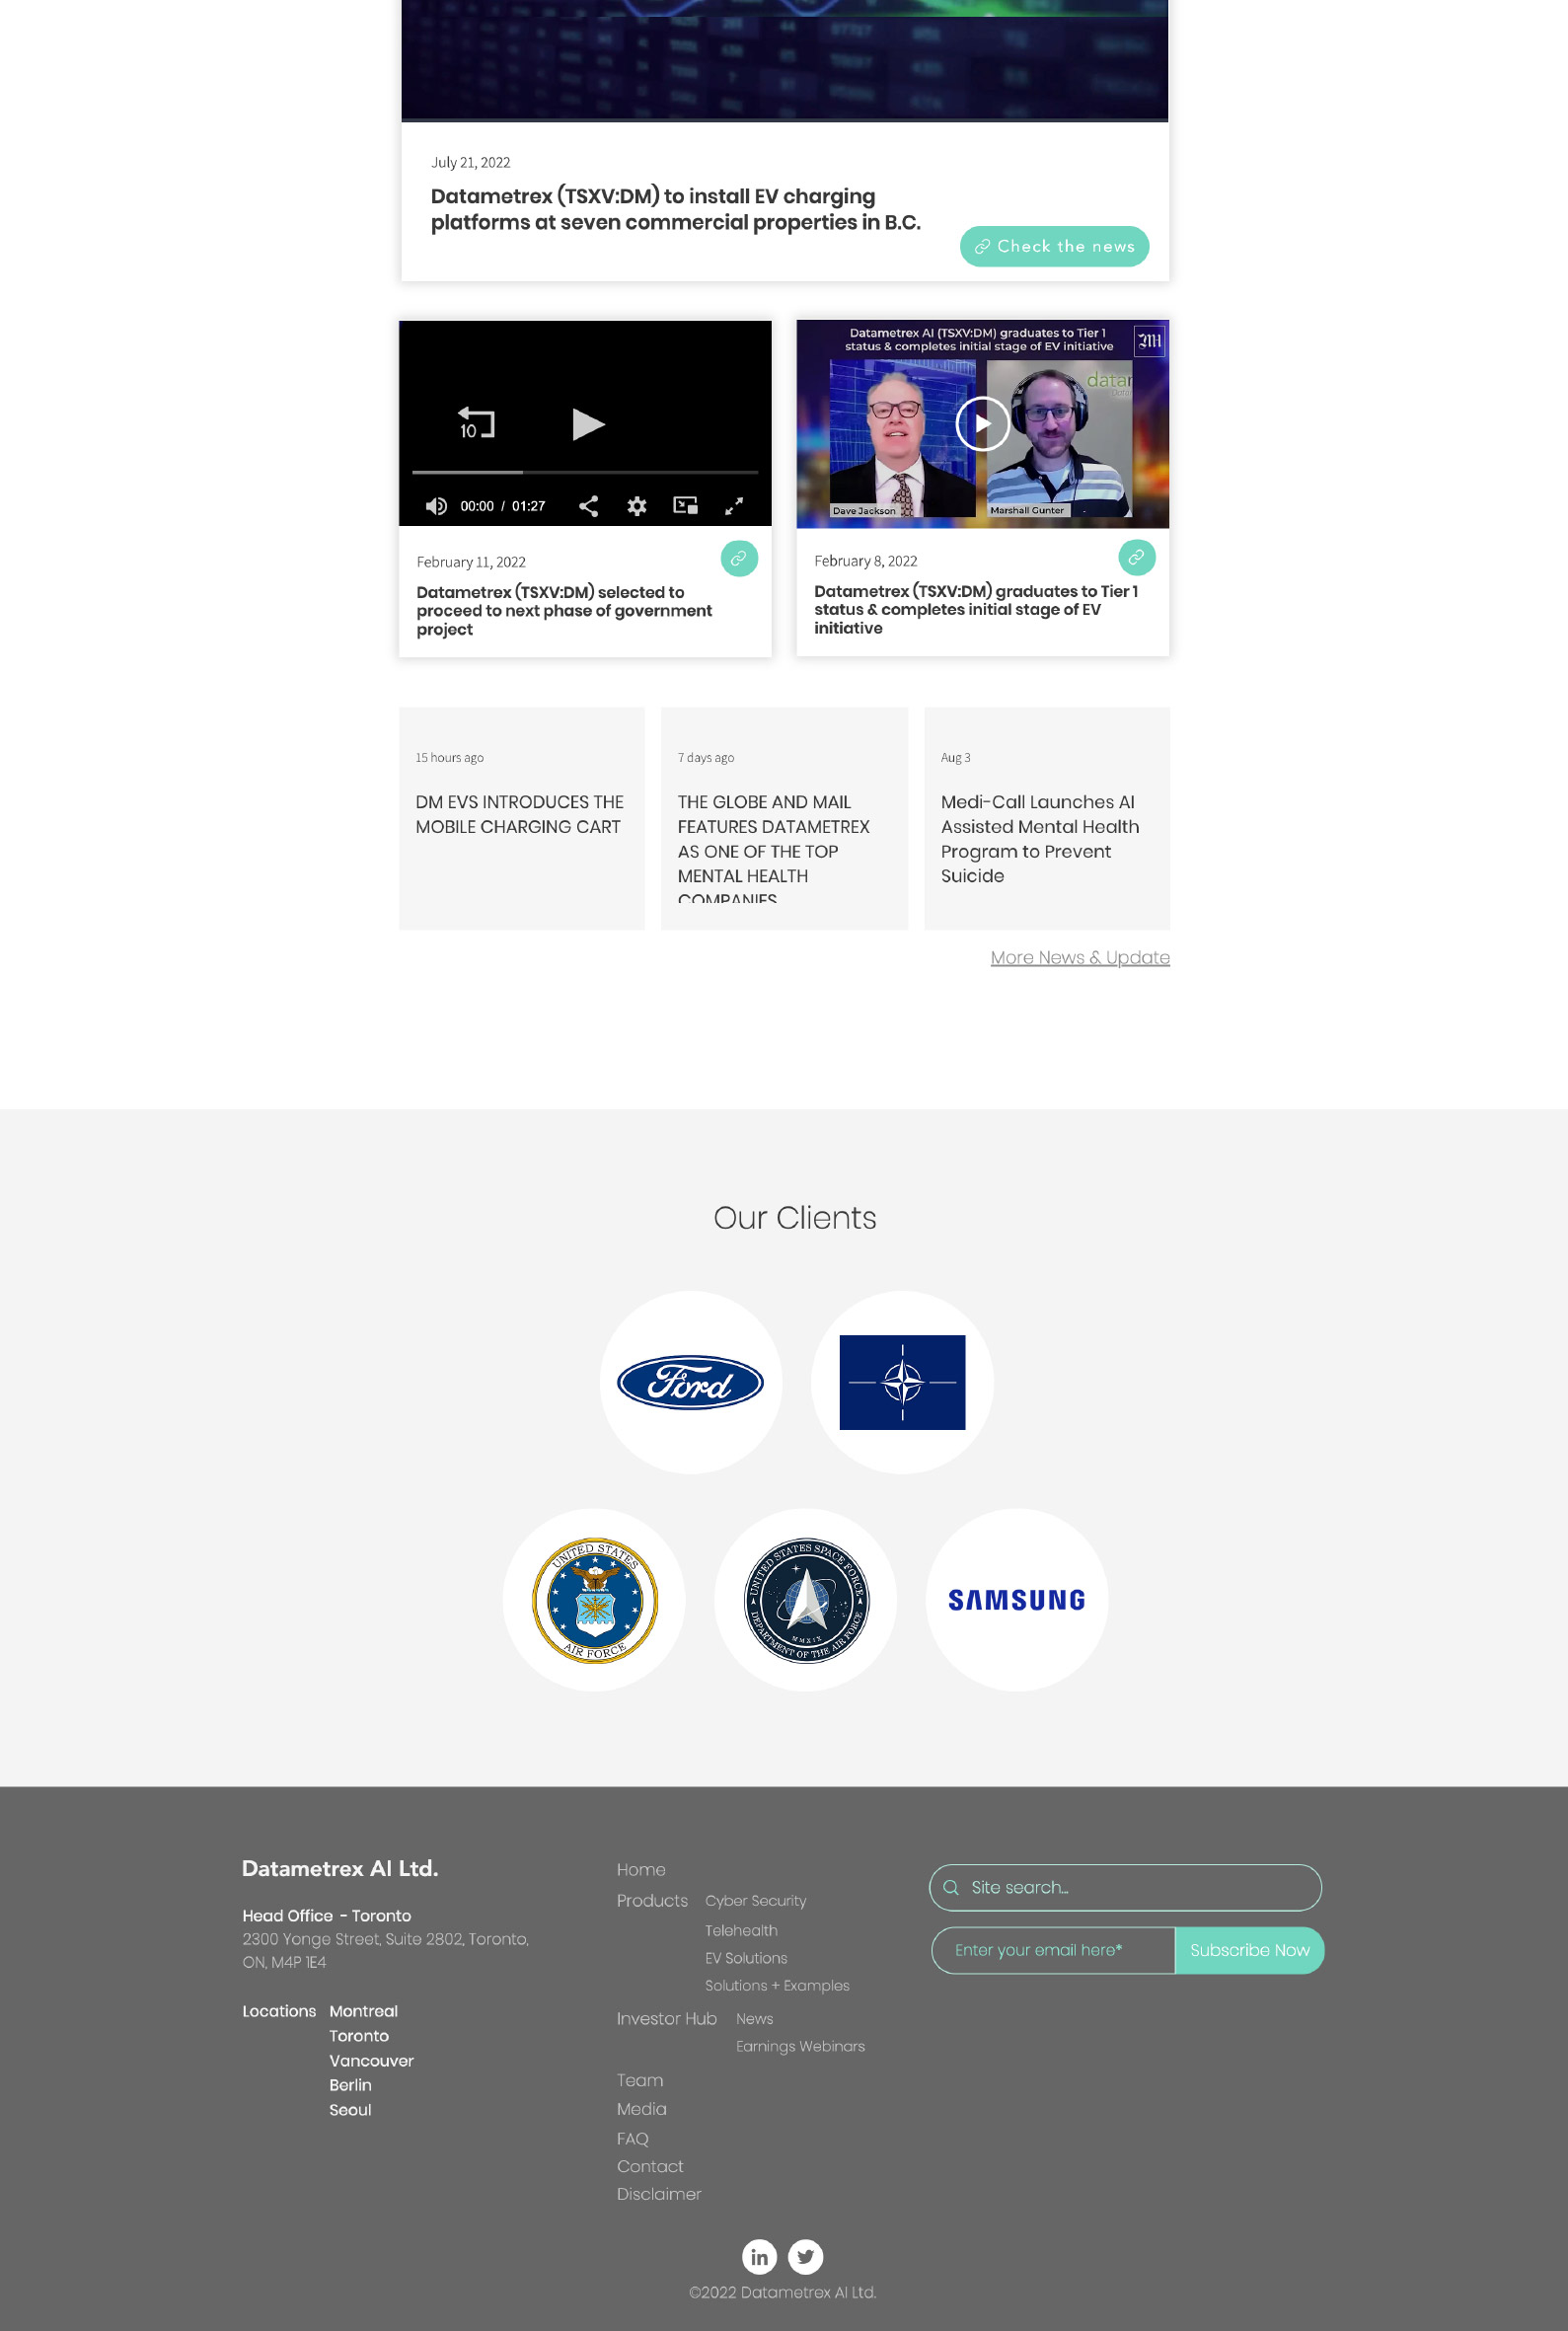 July 21, 2022
Datametrex (TSXV:DM) to install EV charging
platforms at seven commercial properties in B.C.
Check the news
Datametrex AI (TSXV:DM) graduates to Tier 1
status & completes initial stage of EV initiative
Dave Jackson
Marshall Gunter
10
00:00 / 01:27
February 11, 2022
Datametrex (TSXV:DM) selected to
proceed to next phase of government
project
February 8, 2022
Datametrex (TSXV:DM) graduates to Tier 1
status & completes initial stage of EV
initiative
15 hours ago
DM EVS INTRODUCES THE
MOBILE CHARGING CART
7 days ago
THE GLOBE AND MAIL
FEATURES DATAMETREX
AS ONE OF THE TOP
MENTAL HEALTH
COMPANIES
Aug 3
Medi-Call Launches AI
Assisted Mental Health
Program to Prevent
Suicide
More News & Update
Our Clients
Ford
UNITED STATES
AIR FORCE
UNITED STATES SPACE FORCE
MMXIX
DEPARTMENT OF THE AIR FORCE
SAMSUNG
Datametrex AI Ltd.
Head Office - Toronto
2300 Yonge Street, Suite 2802, Toronto,
ON, M4P 1E4
Locations Montreal
Toronto
Vancouver
Berlin
Seoul
Home
Products Cyber Security
Telehealth
EV Solutions
Solutions + Examples
Investor Hub News
Earnings Webinars
Team
Media
FAQ
Contact
Disclaimer
Site search...
Enter your email here*
Subscribe Now
in
©2022 Datametrex AI Ltd.